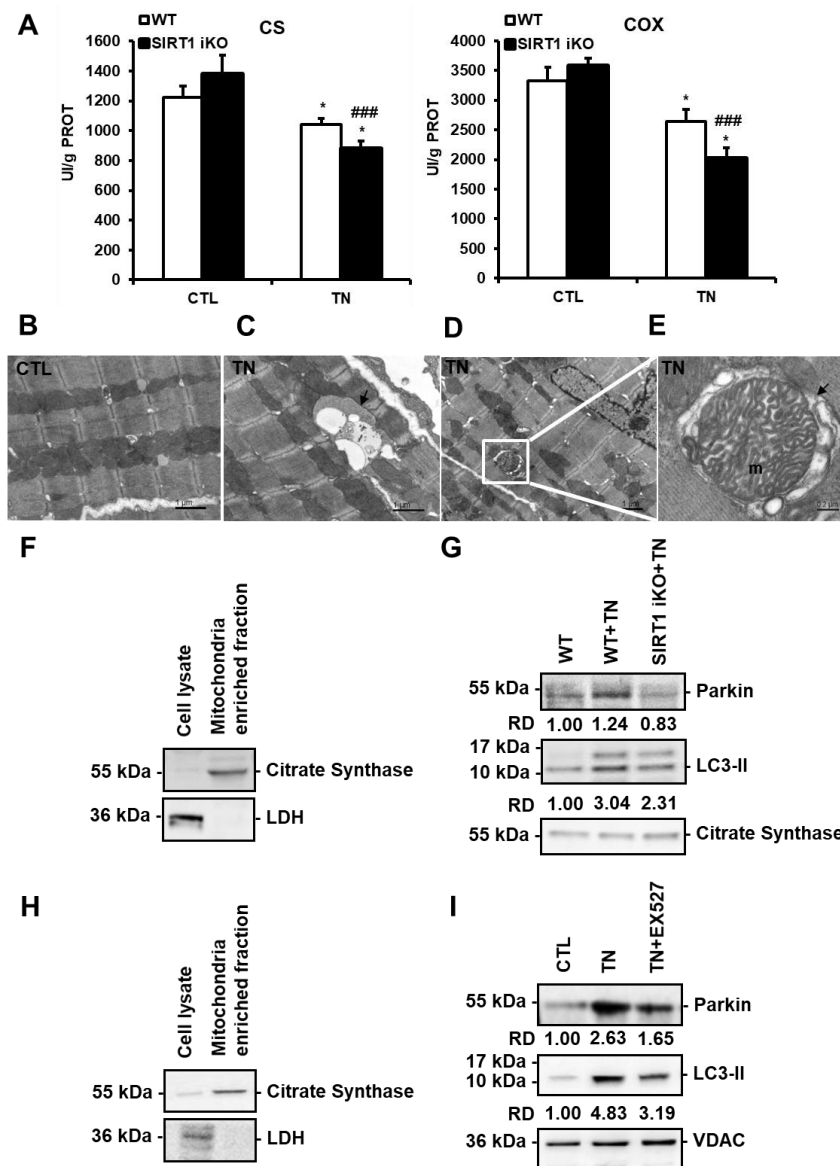 A
WT
SIRT1 iKO
CS
UI/g PROT
1600
1400
1200
1000
800
600
400
200
0
*
###
*
CTL
TN
WT
SIRT1 iKO
COX
UI/g PROT
4000
3500
3000
2500
2000
1500
1000
500
0
*
###
*
CTL
TN
B
C
D
E
CTL
TN
TN
TN
m
1 µm
1 µm
1 µm
0.2 µm
F
Cell lysate
Mitochondria
enriched fraction
55 kDa
Citrate Synthase
36 kDa
LDH
G
WT
WT+TN
SIRT1 iKO+TN
55 kDa
Parkin
RD 1.00 1.24 0.83
17 kDa
10 kDa
LC3-II
RD 1.00 3.04 2.31
55 kDa
Citrate Synthase
H
Cell lysate
Mitochondria
enriched fraction
55 kDa
Citrate Synthase
36 kDa
LDH
I
CTL
TN
TN+EX527
55 kDa
Parkin
RD 1.00 2.63 1.65
17 kDa
10 kDa
LC3-II
RD 1.00 4.83 3.19
36 kDa
VDAC